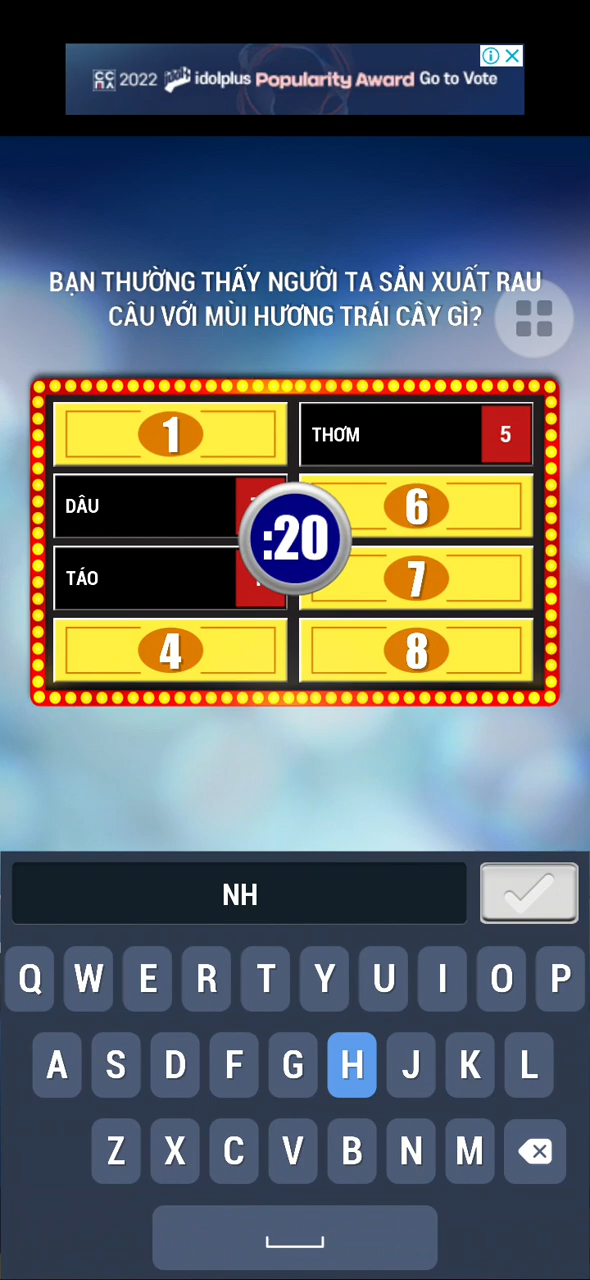 CCMA 2022 idolplus Popularity Award Go to Vote
BẠN THƯỜNG THẤY NGƯỜI TA SẢN XUẤT RAU
CÂU VỚI MÙI HƯƠNG TRÁI CÂY GÌ?
1
THƠM 5
DÂU
6
:20
TÁO
7
4
8
NH
Q W E R T Y U I O P
A S D F G H J K L
Z X C V B N M